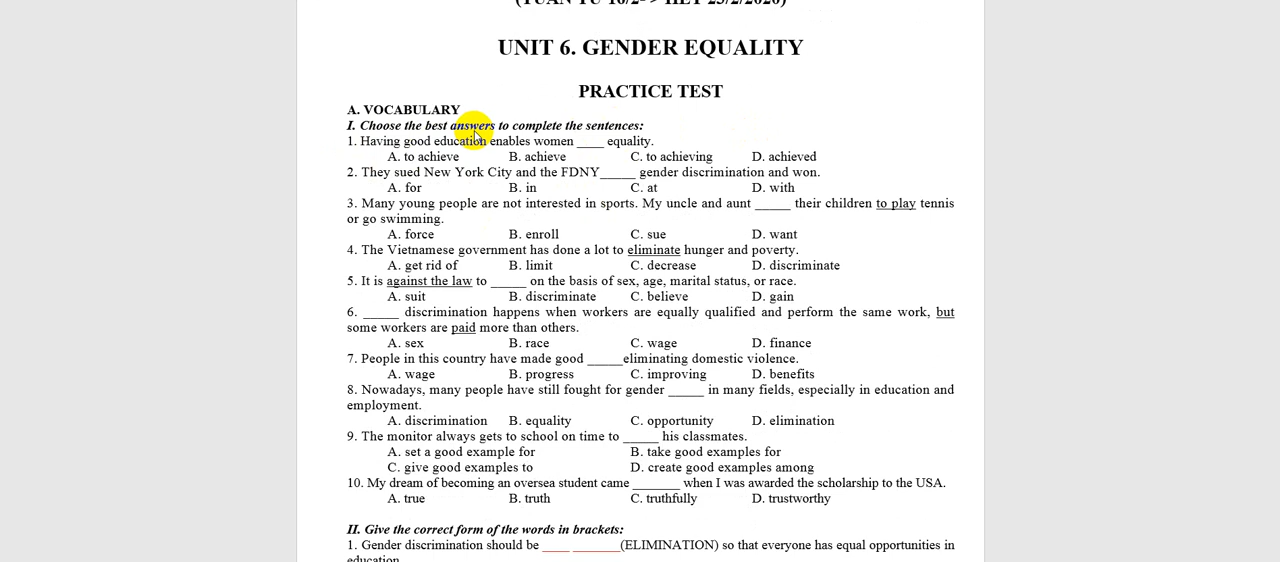 (TUẦN TỪ 16/2-> HẾT 23/2/2020)
UNIT 6. GENDER EQUALITY
PRACTICE TEST
A. VOCABULARY
I. Choose the best answers to complete the sentences:
1. Having good education enables women ____ equality.
A. to achieve B. achieve C. to achieving D. achieved
2. They sued New York City and the FDNY_____ gender discrimination and won.
A. for B. in C. at D. with
3. Many young people are not interested in sports. My uncle and aunt _____ their children to play tennis
or go swimming.
A. force B. enroll C. sue D. want
4. The Vietnamese government has done a lot to eliminate hunger and poverty.
A. get rid of B. limit C. decrease D. discriminate
5. It is against the law to _____ on the basis of sex, age, marital status, or race.
A. suit B. discriminate C. believe D. gain
6. _____ discrimination happens when workers are equally qualified and perform the same work, but
some workers are paid more than others.
A. sex B. race C. wage D. finance
7. People in this country have made good _____eliminating domestic violence.
A. wage B. progress C. improving D. benefits
8. Nowadays, many people have still fought for gender _____ in many fields, especially in education and
employment.
A. discrimination B. equality C. opportunity D. elimination
9. The monitor always gets to school on time to _____ his classmates.
A. set a good example for B. take good examples for
C. give good examples to D. create good examples among
10. My dream of becoming an oversea student came _______ when I was awarded the scholarship to the USA.
A. true B. truth C. truthfully D. trustworthy
II. Give the correct form of the words in brackets:
1. Gender discrimination should be ____ _______(ELIMINATION) so that everyone has equal opportunities in
education.